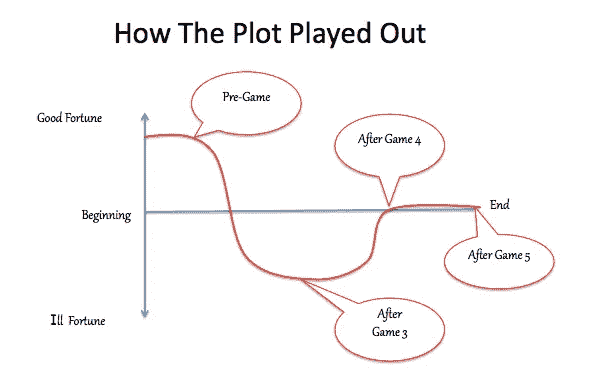 How The Plot Played Out
Pre-Game
Good Fortune
After Game 4
End
Beginning
After Game 5
After
Game 3
Ill Fortune